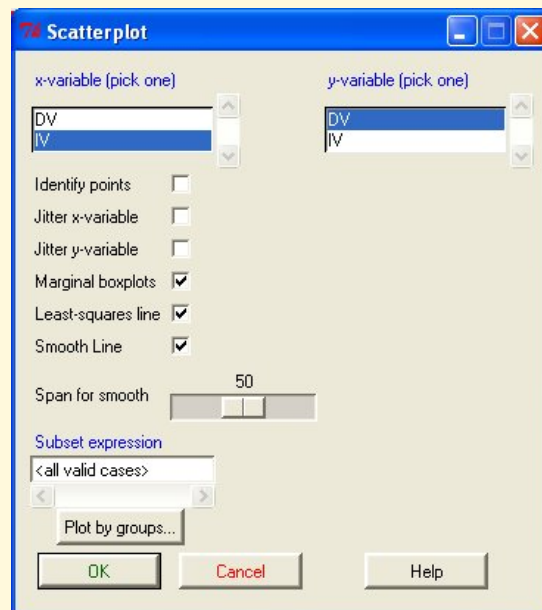 Scatterplot
x-variable (pick one)
y-variable (pick one)
DV
IV
DV
IV
Identify points
Jitter x-variable
Jitter y-variable
Marginal boxplots
Least-squares line
Smooth Line
Span for smooth
50
Subset expression
<all valid cases>
Plot by groups...
OK
Cancel
Help